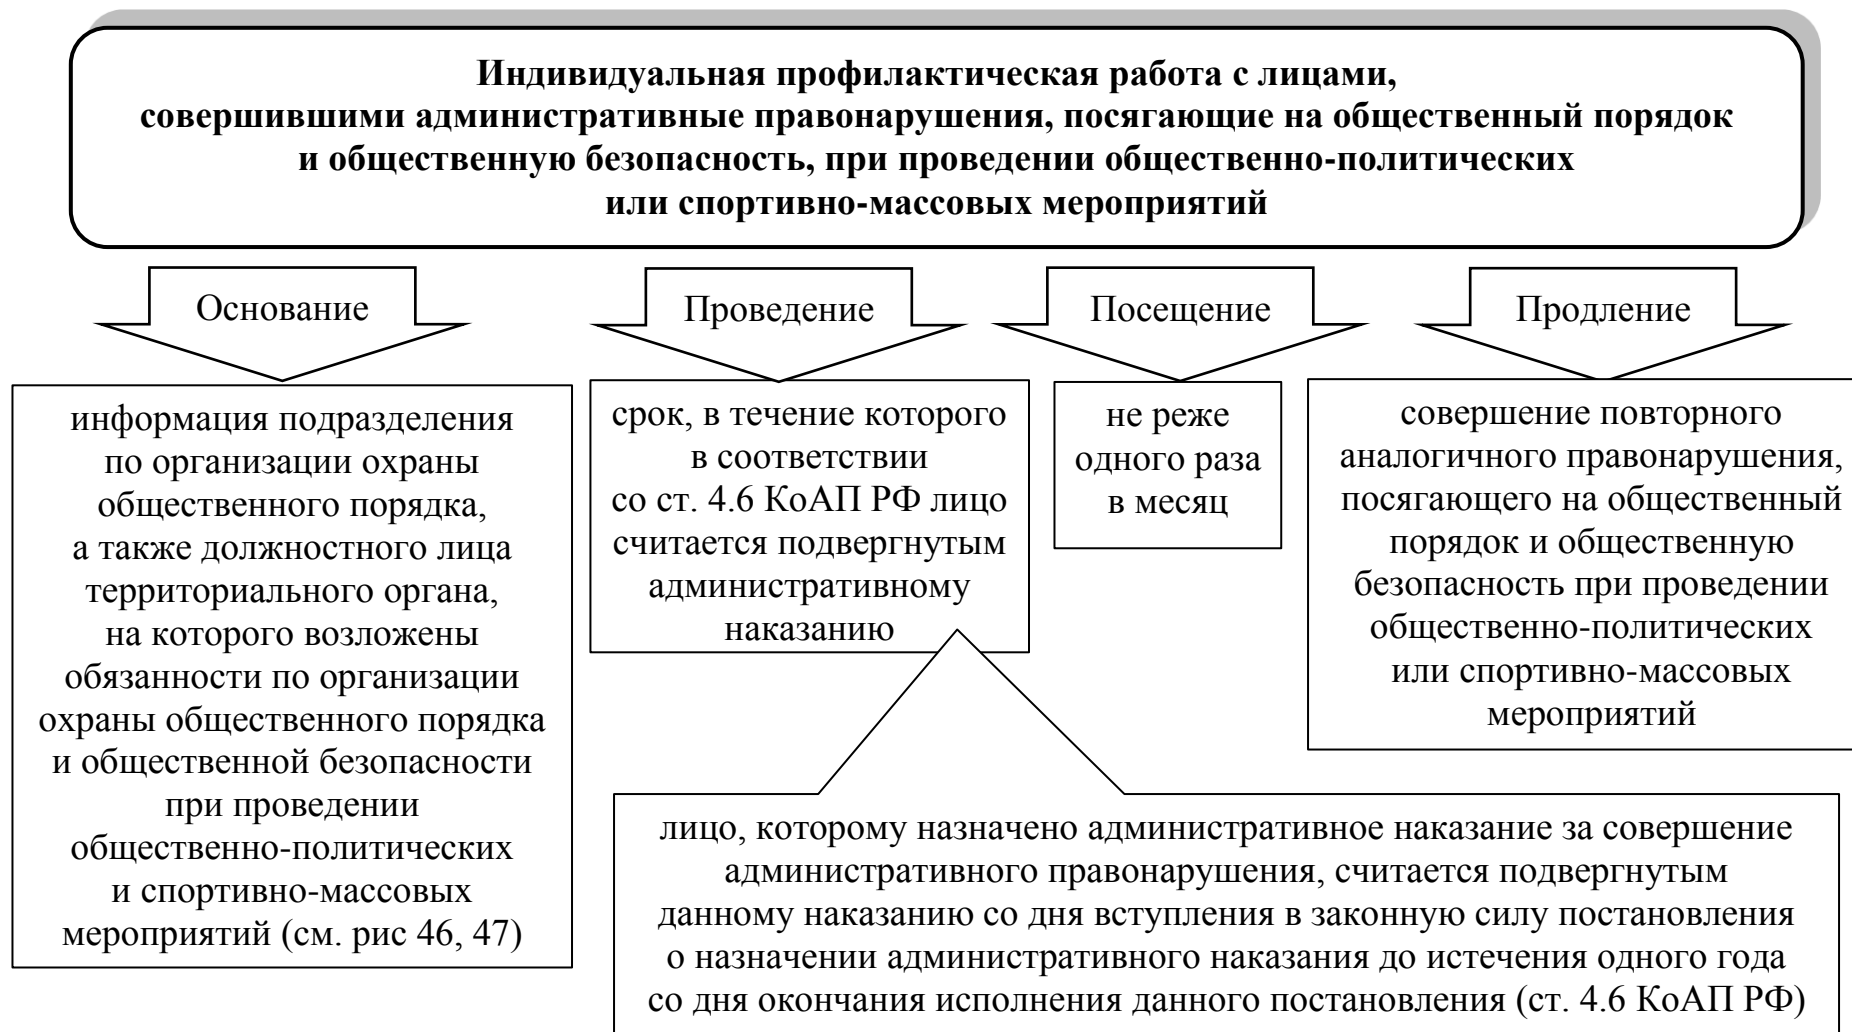 Индивидуальная профилактическая работа с лицами,
совершившими административные правонарушения, посягающие на общественный порядок
и общественную безопасность, при проведении общественно-политических
или спортивно-массовых мероприятий
Основание
информация подразделения
по организации охраны
общественного порядка,
а также должностного лица
территориального органа,
на которого возложены
обязанности по организации
охраны общественного порядка
и общественной безопасности
при проведении
общественно-политических
и спортивно-массовых
мероприятий (см. рис 46, 47)
Проведение
срок, в течение которого
в соответствии
со ст. 4.6 КоАП РФ лицо
считается подвергнутым
административному
наказанию
лицо, которому назначено административное наказание за совершение
административного правонарушения, считается подвергнутым
данному наказанию со дня вступления в законную силу постановления
о назначении административного наказания до истечения одного года
со дня окончания исполнения данного постановления (ст. 4.6 КоАП РФ)
Посещение
не реже
одного раза
в месяц
Продление
совершение повторного
аналогичного правонарушения,
посягающего на общественный
порядок и общественную
безопасность при проведении
общественно-политических
или спортивно-массовых
мероприятий